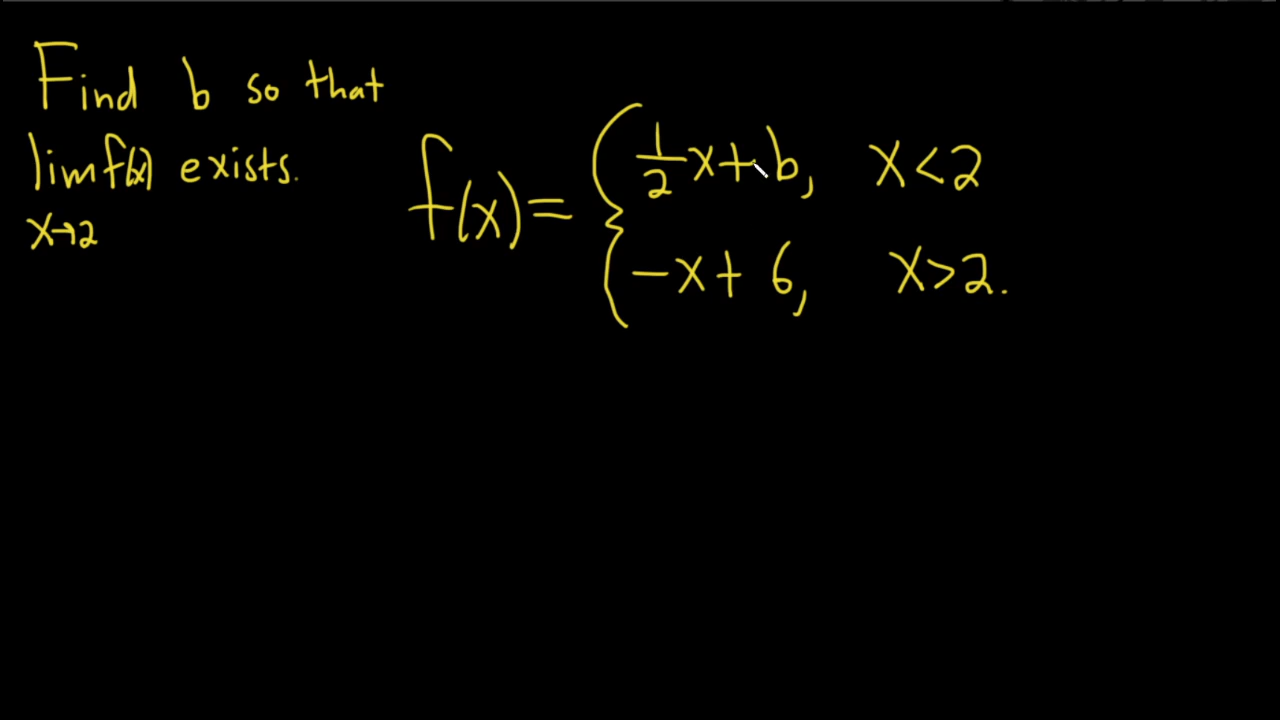 Find b so that
lim f(x) exists.
x→2
f(x) = { 1/2 x + b, x < 2
-x + 6, x > 2.